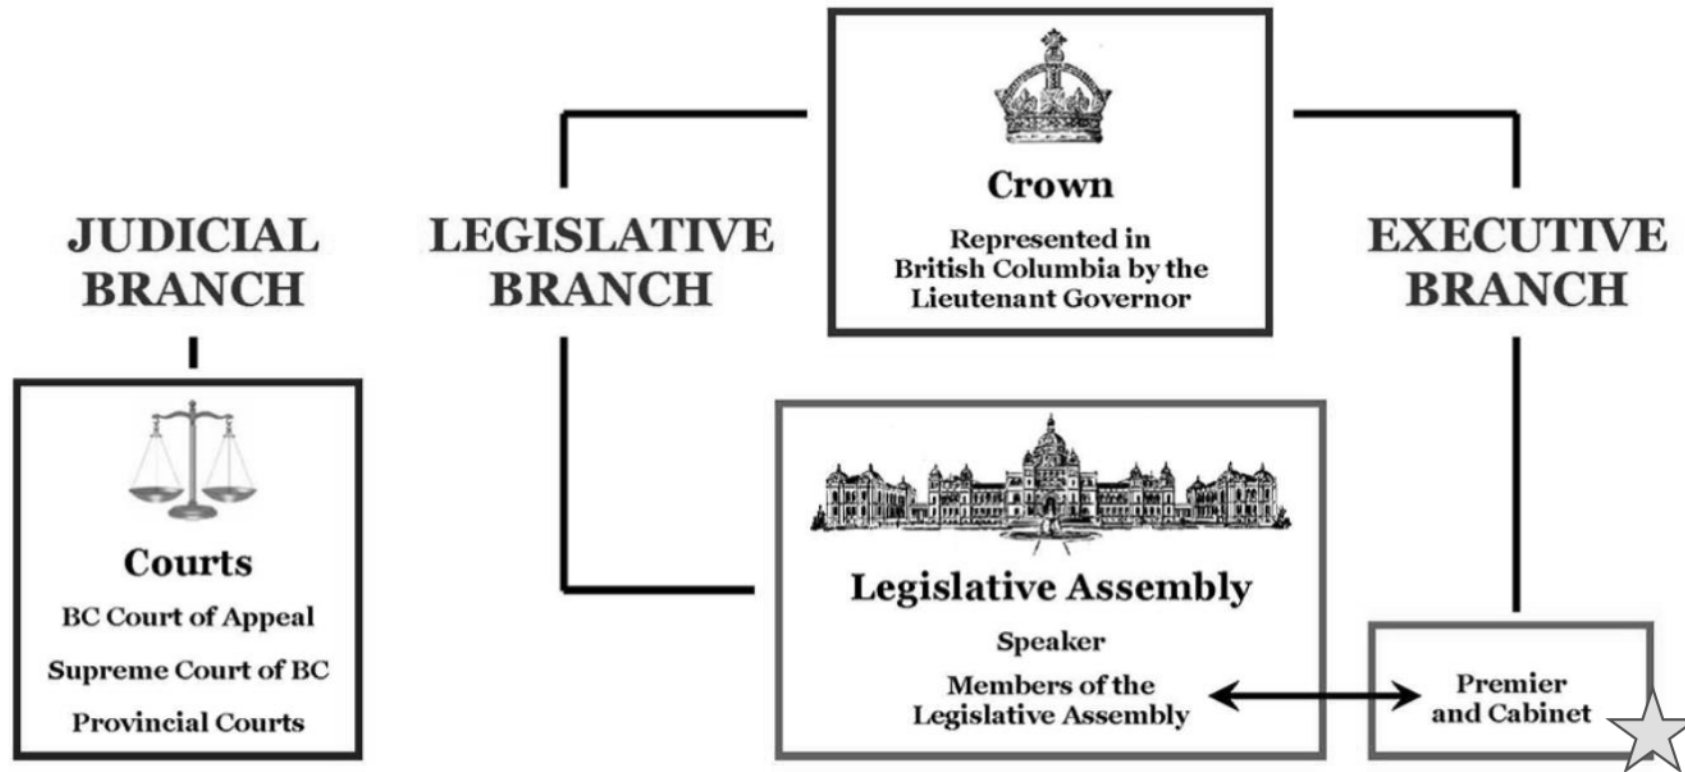 Crown
Represented in
British Columbia by the
Lieutenant Governor
JUDICIAL
BRANCH
LEGISLATIVE
BRANCH
EXECUTIVE
BRANCH
Courts
BC Court of Appeal
Supreme Court of BC
Provincial Courts
Legislative Assembly
Speaker
Members of the
Legislative Assembly
Premier
and Cabinet